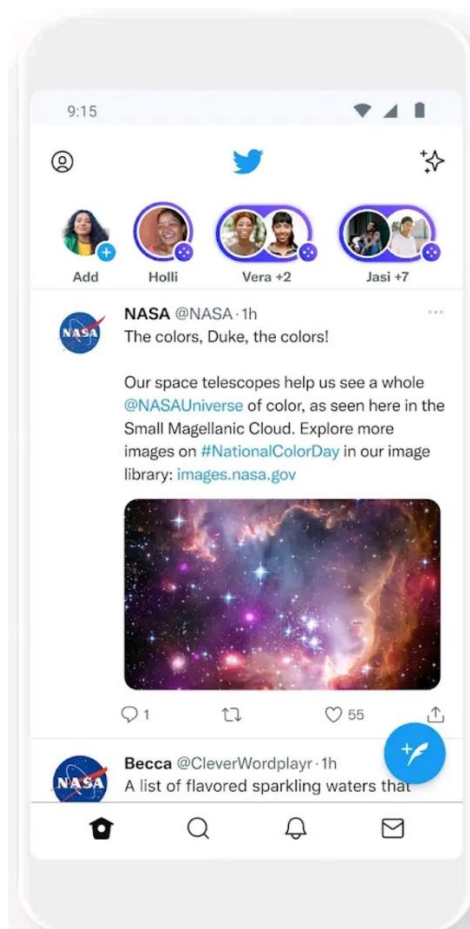 9:15
Add
Holli
Vera +2
Jasi +7
NASA
NASA @NASA · 1h
The colors, Duke, the colors!
Our space telescopes help us see a whole
@NASAUniverse of color, as seen here in the
Small Magellanic Cloud. Explore more
images on #NationalColorDay in our image
library: images.nasa.gov
1
55
NASA
Becca @CleverWordplayr · 1h
A list of flavored sparkling waters that